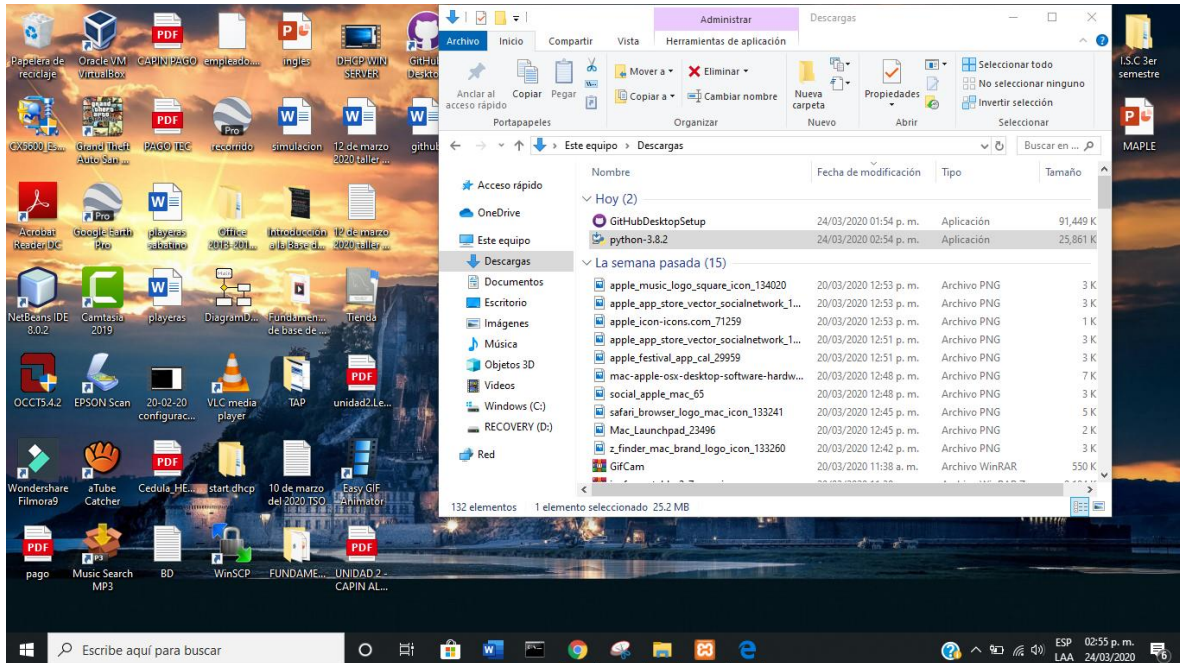 Papelera de reciclaje
Oracle VM VirtualBox
PDF
CAPIN PAGO
empleado....
ingles
DHCP WIN SERVER
GitHub
Deskto
GX5600_Es...
Grand Theft Auto San ...
PDF
PAGO TEC
Pro
recorrido
simulacion
12 de marzo 2020 taller ...
github
Acrobat Reader DC
Pro
Google Earth Pro
playeras sabatino
Office 2013-201...
Introducción a la Base d...
12 de marzo 2020 taller ...
NetBeans IDE 8.0.2
Camtasia 2019
playeras
DiagramD...
Fundamen... de base de ...
Tienda
OCCT5.4.2
EPSON Scan
20-02-20 configurac...
VLC media player
TAP
PDF
unidad2.Le...
Wondershare Filmora9
aTube Catcher
PDF
Cedula_HE...
start dhcp
10 de marzo del 2020 TSO
Easy GIF Animator
PDF
pago
P3
Music Search MP3
BD
WinSCP
FUNDAME...
PDF
UNIDAD 2 - CAPIN AL...
Administrar
Descargas
Archivo Inicio Compartir Vista Herramientas de aplicación
Anclar al acceso rápido
Copiar
Pegar
Portapapeles
Mover a
Eliminar
Copiar a
Cambiar nombre
Organizar
Nueva carpeta
Nuevo
Propiedades
Abrir
Seleccionar todo
No seleccionar ninguno
Invertir selección
Seleccionar
Este equipo > Descargas
Buscar en ...
Acceso rápido
OneDrive
Este equipo
Descargas
Documentos
Escritorio
Imágenes
Música
Objetos 3D
Videos
Windows (C:)
RECOVERY (D:)
Red
Nombre Fecha de modificación Tipo Tamaño
Hoy (2)
GitHubDesktopSetup 24/03/2020 01:54 p. m. Aplicación 91,449 K
python-3.8.2 24/03/2020 02:54 p. m. Aplicación 25,861 K
La semana pasada (15)
apple_music_logo_square_icon_134020 20/03/2020 12:53 p. m. Archivo PNG 3 K
apple_app_store_vector_socialnetwork_1... 20/03/2020 12:53 p. m. Archivo PNG 3 K
apple_icon-icons.com_71259 20/03/2020 12:53 p. m. Archivo PNG 1 K
apple_app_store_vector_socialnetwork_1... 20/03/2020 12:51 p. m. Archivo PNG 3 K
apple_festival_app_cal_29959 20/03/2020 12:51 p. m. Archivo PNG 3 K
mac-apple-osx-desktop-software-hardw... 20/03/2020 12:48 p. m. Archivo PNG 7 K
social_apple_mac_65 20/03/2020 12:48 p. m. Archivo PNG 3 K
safari_browser_logo_mac_icon_133241 20/03/2020 12:45 p. m. Archivo PNG 5 K
Mac_Launchpad_23496 20/03/2020 12:45 p. m. Archivo PNG 2 K
z_finder_mac_brand_logo_icon_133260 20/03/2020 12:42 p. m. Archivo PNG 3 K
GifCam 20/03/2020 11:38 a. m. Archivo WinRAR 550 K
132 elementos 1 elemento seleccionado 25.2 MB
I.S.C 3er semestre
MAPLE
Escribe aquí para buscar
ESP
LAA
02:55 p. m.
24/03/2020
6